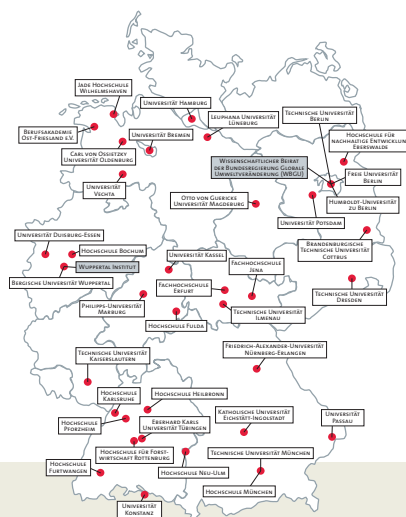 JADE HOCHSCHULE
WILHELMSHAVEN
UNIVERSITÄT HAMBURG
LEUPHANA UNIVERSITÄT
LÜNEBURG
TECHNISCHE UNIVERSITÄT
BERLIN
BERUFSAKADEMIE
OST-FRIESLAND E.V.
UNIVERSITÄT BREMEN
HOCHSCHULE FÜR
NACHHALTIGE ENTWICKLUN
EBERSWALDE
CARL VON OSSIETZKY
UNIVERSITÄT OLDENBURG
WISSENSCHAFTLICHER BEIRAT
DER BUNDESREGIERUNG GLOBALE
UMWELTVERÄNDERUNG (WBGU)
FREIE UNIVERSITÄT
BERLIN
UNIVERSITÄT
VECHTA
OTTO VON GUERICKE
UNIVERSITÄT MAGDEBURG
HUMBOLDT-UNIVERSITÄT
ZU BERLIN
UNIVERSITÄT POTSDAM
UNIVERSITÄT DUISBURG-ESSEN
BRANDENBURGISCHE
TECHNISCHE UNIVERSITÄT
COTTBUS
HOCHSCHULE BOCHUM
UNIVERSITÄT KASSEL
WUPPERTAL INSTITUT
FACHHOCHSCHULE
JENA
BERGISCHE UNIVERSITÄT WUPPERTAL
FACHHOCHSCHULE
ERFURT
TECHNISCHE UNIVERSITÄT
DRESDEN
PHILIPPS-UNIVERSITÄT
MARBURG
TECHNISCHE UNIVERSITÄT
ILMENAU
HOCHSCHULE FULDA
FRIEDRICH-ALEXANDER-UNIVERSITÄT
NÜRNBERG-ERLANGEN
TECHNISCHE UNIVERSITÄT
KAISERSLAUTERN
HOCHSCHULE
KARLSRUHE
HOCHSCHULE HEILBRONN
KATHOLISCHE UNIVERSITÄT
EICHSTÄTT-INGOLSTADT
UNIVERSITÄT
PASSAU
HOCHSCHULE
PFORZHEIM
EBERHARD KARLS
UNIVERSITÄT TÜBINGEN
HOCHSCHULE FÜR FORST-
WIRTSCHAFT ROTTENBURG
TECHNISCHE UNIVERSITÄT MÜNCHEN
HOCHSCHULE
FURTWANGEN
HOCHSCHULE NEU-ULM
HOCHSCHULE MÜNCHEN
UNIVERSITÄT
KONSTANZ